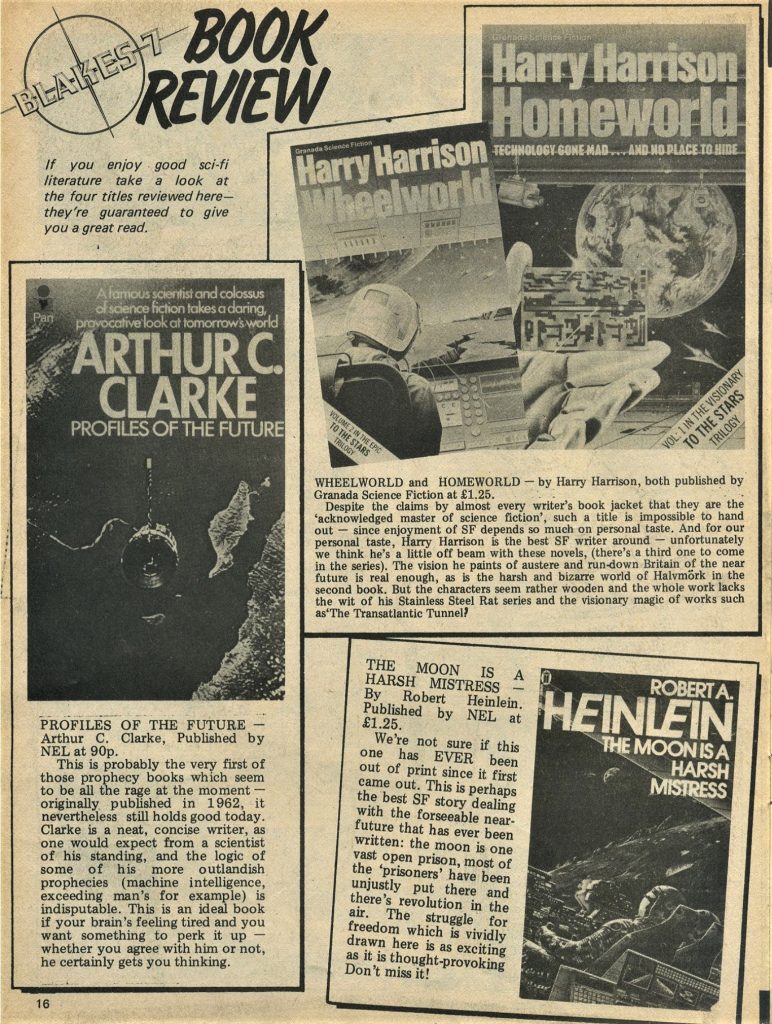 BLAKES-7
BOOK
REVIEW
If you enjoy good sci-fi
literature take a look at
the four titles reviewed here—
they're guaranteed to give
you a great read.
Granada Science Fiction
Harry Harrison
Homeworld
TECHNOLOGY GONE MAD . . . AND NO PLACE TO HIDE
VOL. 1 IN THE VISIONARY
TO THE STARS
TRILOGY
Granada Science Fiction
Harry Harrison
Wheelworld
VOLUME 2 IN THE EPIC
TO THE STARS
TRILOGY
WHEELWORLD and HOMEWORLD — by Harry Harrison, both published by
Granada Science Fiction at £1.25.
Despite the claims by almost every writer's book jacket that they are the
'acknowledged master of science fiction', such a title is impossible to hand
out — since enjoyment of SF depends so much on personal taste. And for our
personal taste, Harry Harrison is the best SF writer around — unfortunately
we think he's a little off beam with these novels, (there's a third one to come
in the series). The vision he paints of austere and run-down Britain of the near
future is real enough, as is the harsh and bizarre world of Halvmörk in the
second book. But the characters seem rather wooden and the whole work lacks
the wit of his Stainless Steel Rat series and the visionary magic of works such
as 'The Transatlantic Tunnel'.
Pan
A famous scientist and colossus
of science fiction takes a daring,
provocative look at tomorrow's world
ARTHUR C.
CLARKE
PROFILES OF THE FUTURE
PROFILES OF THE FUTURE —
Arthur C. Clarke, Published by
NEL at 90p.
This is probably the very first of
those prophecy books which seem
to be all the rage at the moment —
originally published in 1962, it
nevertheless still holds good today.
Clarke is a neat, concise writer, as
one would expect from a scientist
of his standing, and the logic of
some of his more outlandish
prophecies (machine intelligence,
exceeding man's for example) is
indisputable. This is an ideal book
if your brain's feeling tired and you
want something to perk it up —
whether you agree with him or not,
he certainly gets you thinking.
THE MOON IS A
HARSH MISTRESS —
By Robert Heinlein.
Published by NEL at
£1.25.
We're not sure if this
one has EVER been
out of print since it first
came out. This is perhaps
the best SF story dealing
with the forseeable near-
future that has ever been
written: the moon is one
vast open prison, most of
the 'prisoners' have been
unjustly put there and
there's revolution in the
air. The struggle for
freedom which is vividly
drawn here is as exciting
as it is thought-provoking
Don't miss it!
ROBERT A.
HEINLEIN
THE MOON IS A
HARSH
MISTRESS
16